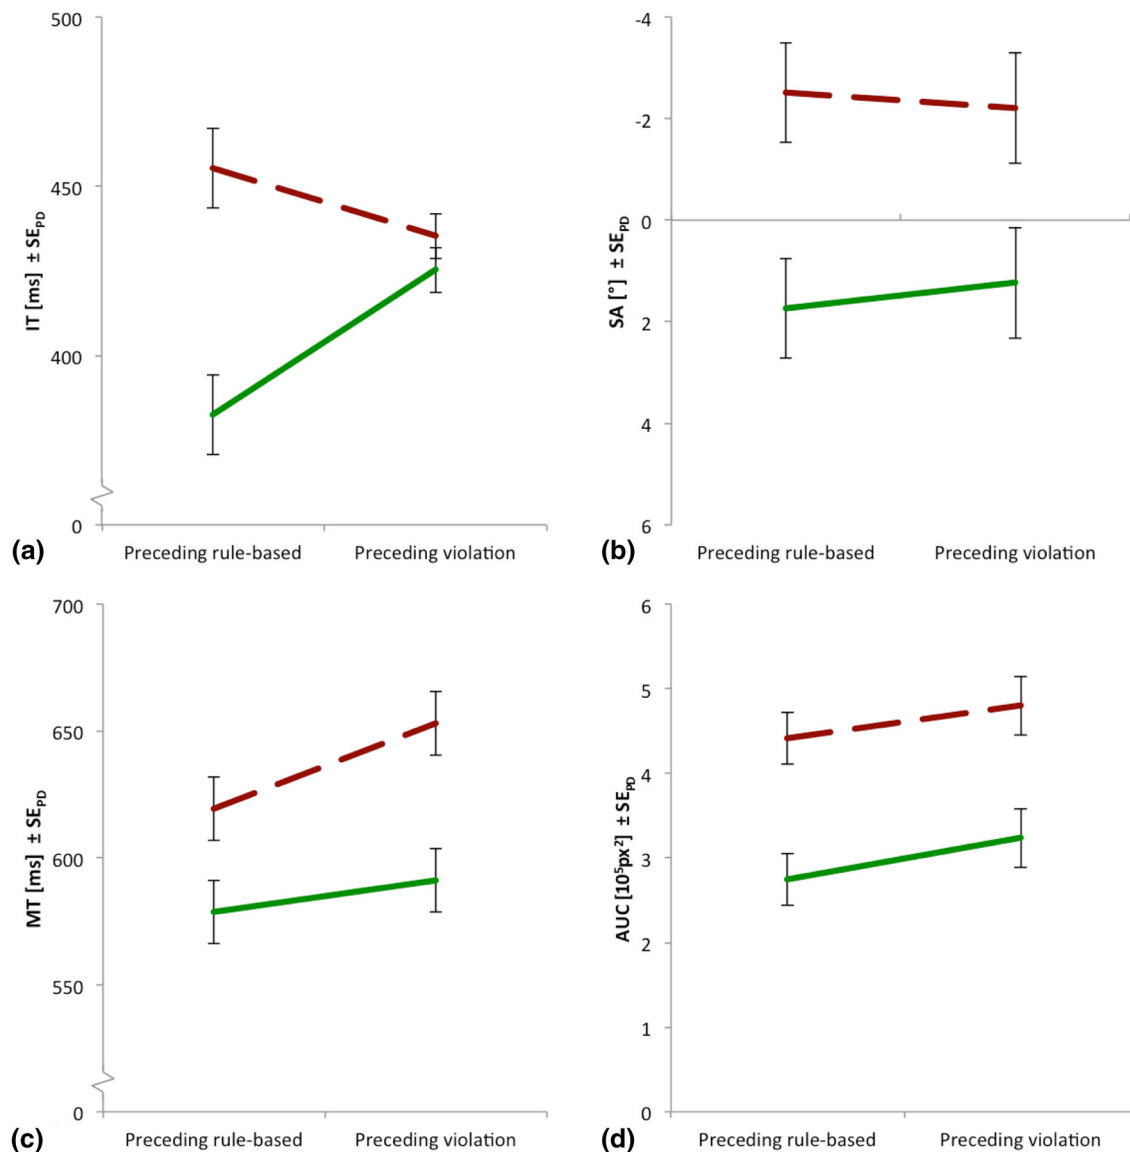 500
450
400
0
IT [ms] ± SEPD
(a)
Preceding rule-based Preceding violation
-4
-2
0
2
4
6
SA [°] ± SEPD
(b)
Preceding rule-based Preceding violation
700
650
600
550
0
MT [ms] ± SEPD
(c)
Preceding rule-based Preceding violation
6
5
4
3
2
1
0
AUC [10⁵px²] ± SEPD
(d)
Preceding rule-based Preceding violation